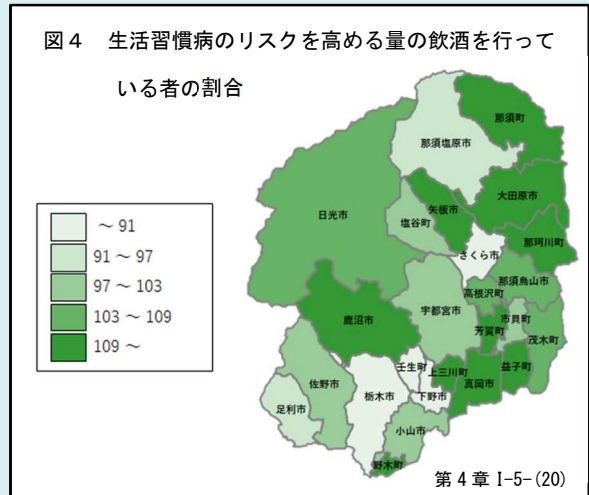 図４ 生活習慣病のリスクを高める量の飲酒を行って
いる者の割合
～ 91
91 ～ 97
97 ～ 103
103 ～ 109
109 ～
那須町
那須塩原市
大田原市
矢板市
日光市
塩谷町
那珂川町
さくら市
那須烏山市
高根沢町
宇都宮市
市貝町
鹿沼市
芳賀町
茂木町
壬生町
上三川町
益子町
佐野市
真岡市
栃木市
下野市
足利市
小山市
野木町
第４章 I-5-(20)